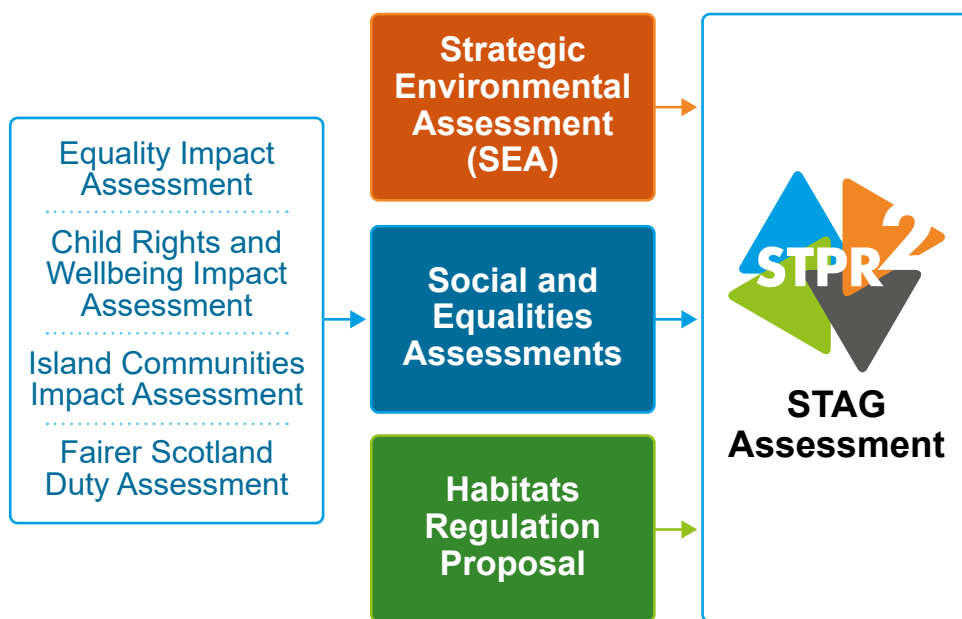 Equality Impact
Assessment
Child Rights and
Wellbeing Impact
Assessment
Island Communities
Impact Assessment
Fairer Scotland
Duty Assessment
Strategic
Environmental
Assessment
(SEA)
Social and
Equalities
Assessments
Habitats
Regulation
Proposal
STPR2
STAG
Assessment